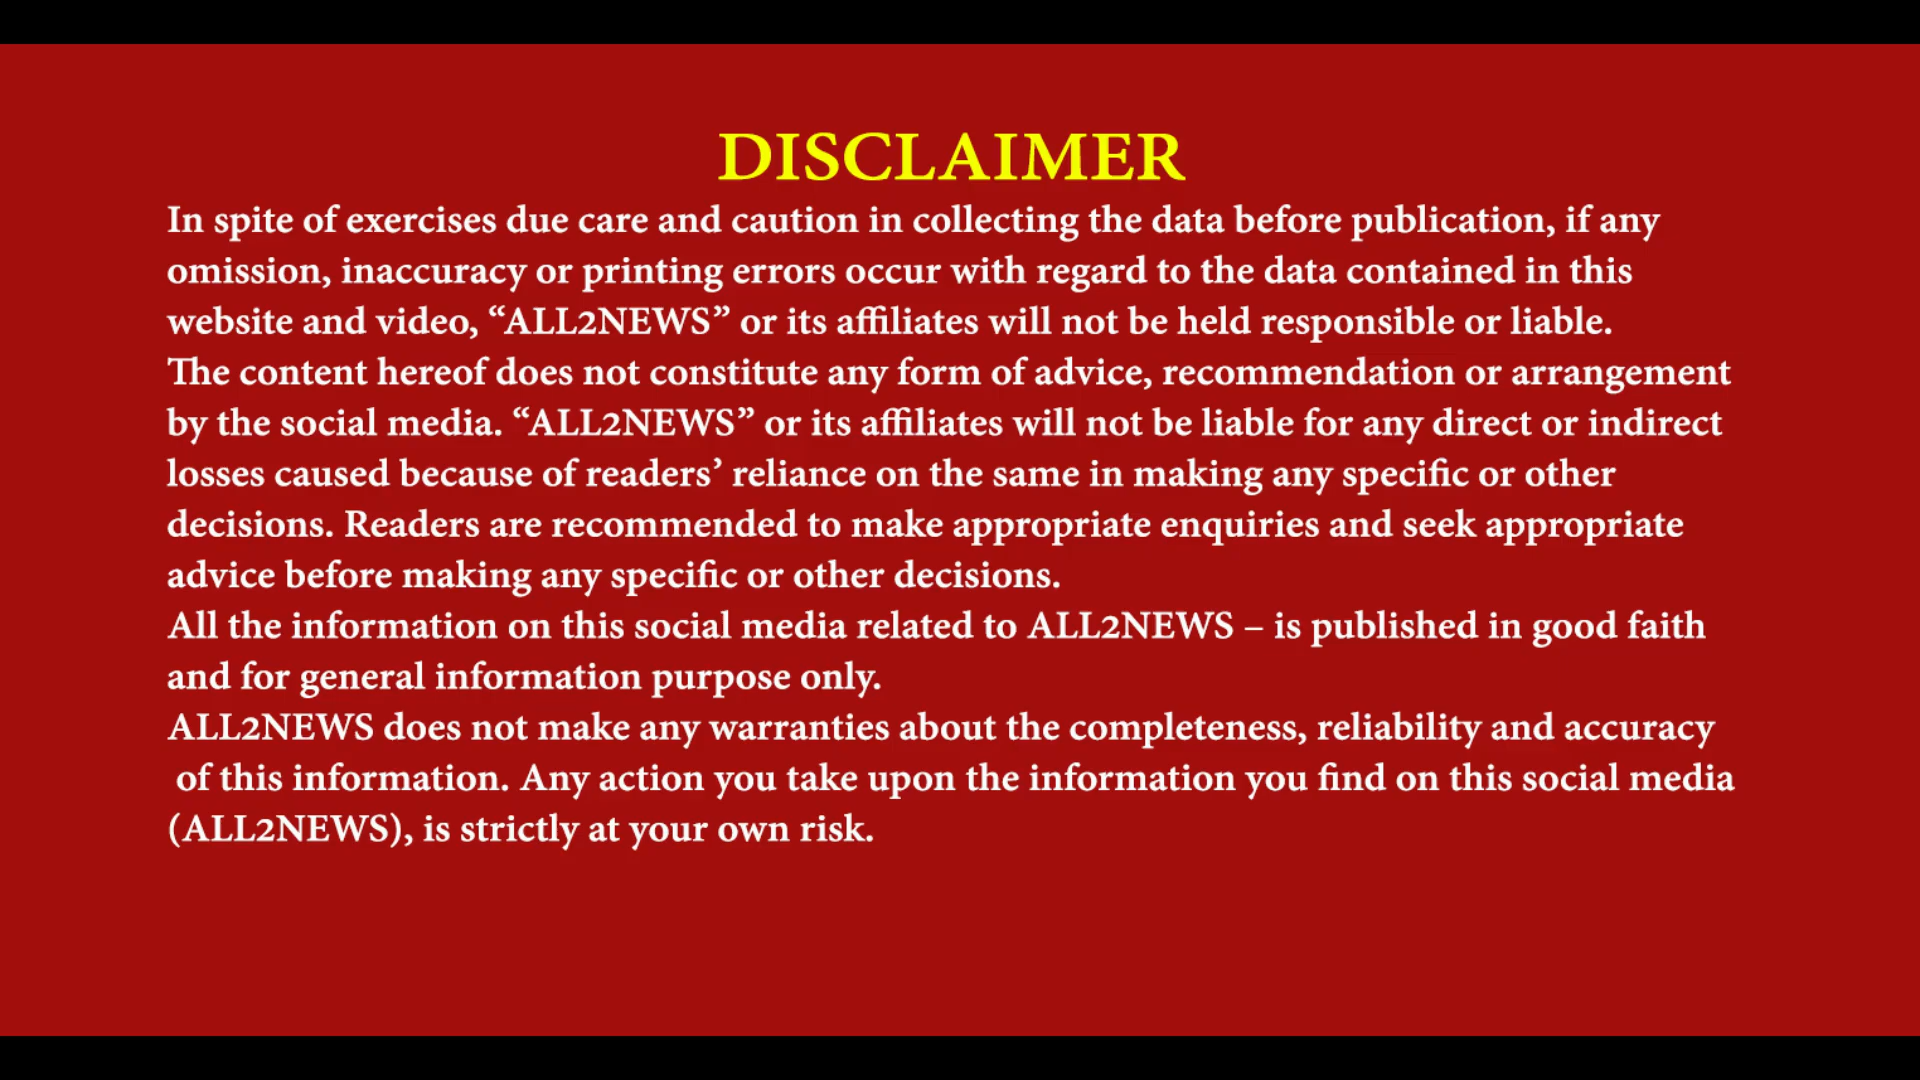 DISCLAIMER
In spite of exercises due care and caution in collecting the data before publication, if any
omission, inaccuracy or printing errors occur with regard to the data contained in this
website and video, “ALL2NEWS” or its affiliates will not be held responsible or liable.
The content hereof does not constitute any form of advice, recommendation or arrangement
by the social media. “ALL2NEWS” or its affiliates will not be liable for any direct or indirect
losses caused because of readers’ reliance on the same in making any specific or other
decisions. Readers are recommended to make appropriate enquiries and seek appropriate
advice before making any specific or other decisions.
All the information on this social media related to ALL2NEWS – is published in good faith
and for general information purpose only.
ALL2NEWS does not make any warranties about the completeness, reliability and accuracy
of this information. Any action you take upon the information you find on this social media
(ALL2NEWS), is strictly at your own risk.